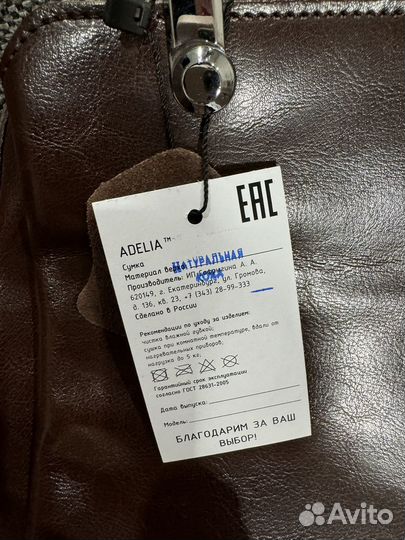 EAC
ADELIA™
Сумка
Материал
НАТУРАЛЬНАЯ
КОЖА
Производитель: ИП А. А.
620149, г. Екатеринбург, ул. Громова,
д. 136, кв. 23, +7 (343) 28-99-333
Сделано в России
Рекомендации по уходу за изделием:
чистка влажной губкой;
сушка при комнатной температуре, вдали от
нагревательных приборов,
нагрузка до 5 кг.
Гарантийный срок эксплуатации
согласно ГОСТ 28631-2005
Дата выпуска:
Модель:
БЛАГОДАРИМ ЗА ВАШ
ВЫБОР!
Avito